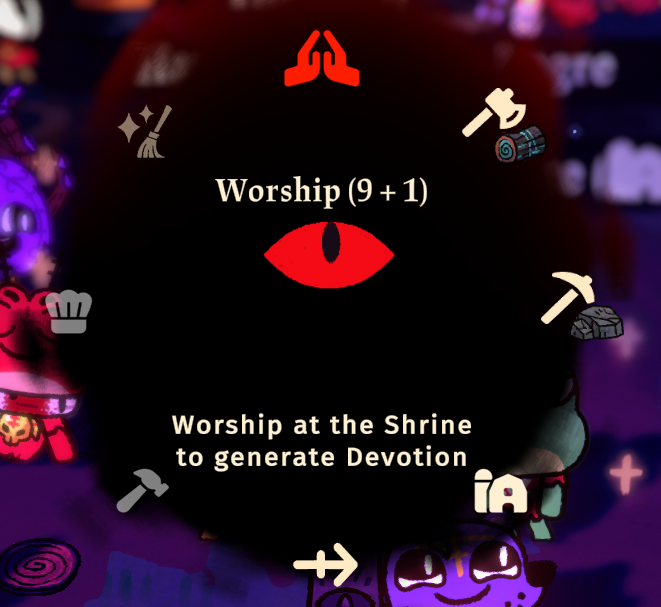 Worship (9 + 1)
Worship at the Shrine
to generate Devotion